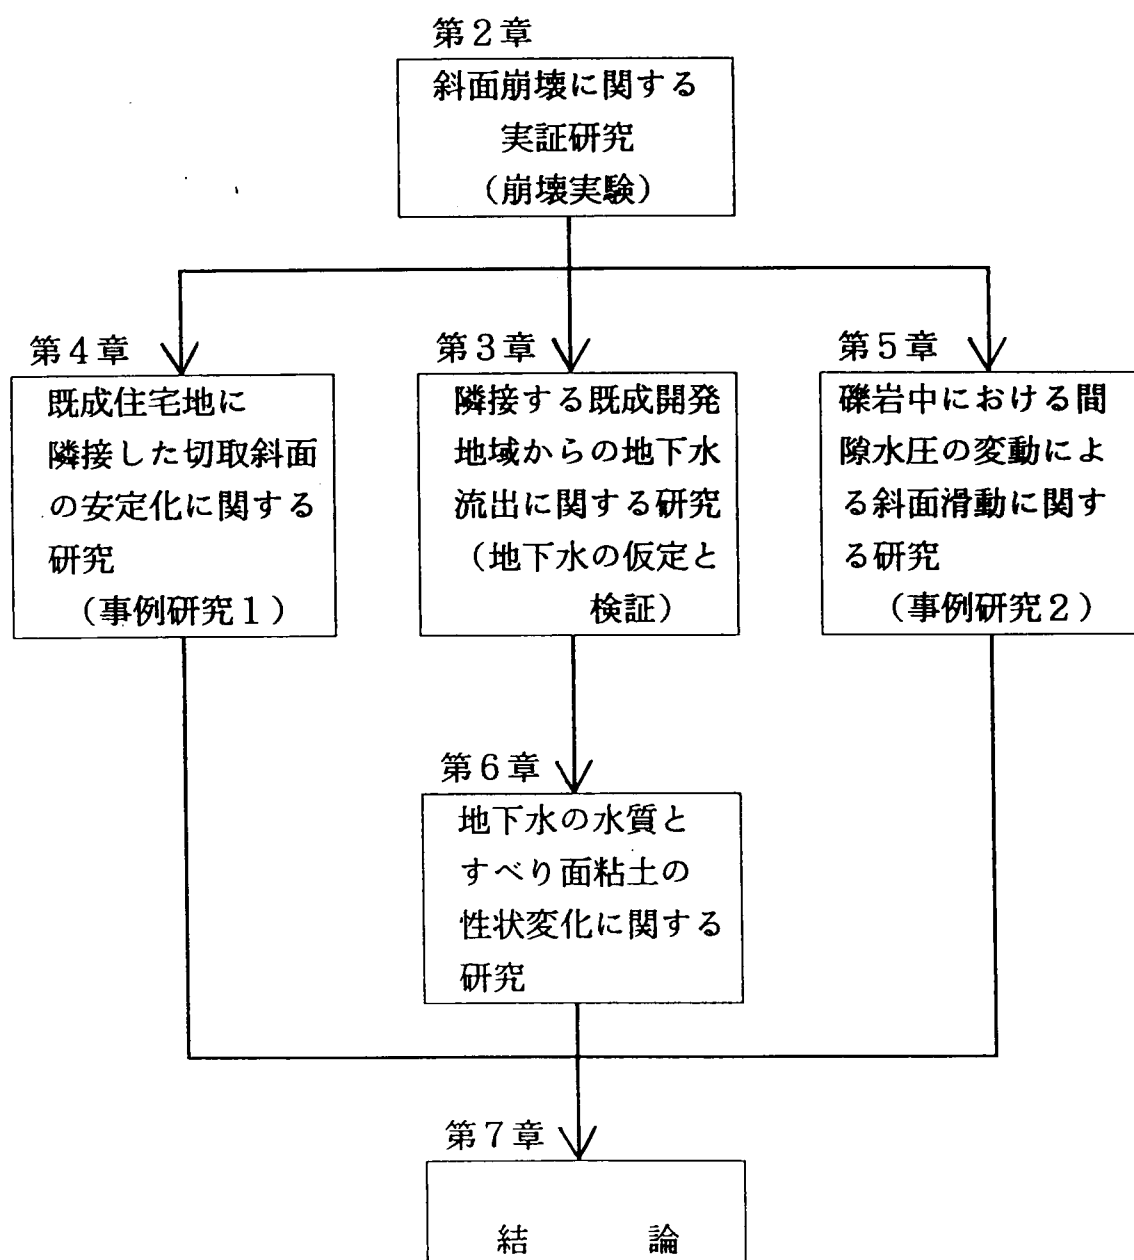 第２章
斜面崩壊に関する
実証研究
（崩壊実験）
第４章
既成住宅地に
隣接した切取斜面
の安定化に関する
研究
（事例研究１）
第３章
隣接する既成開発
地域からの地下水
流出に関する研究
（地下水の仮定と
検証）
第５章
礫岩中における間
隙水圧の変動によ
る斜面滑動に関す
る研究
（事例研究２）
第６章
地下水の水質と
すべり面粘土の
性状変化に関する
研究
第７章
結　論